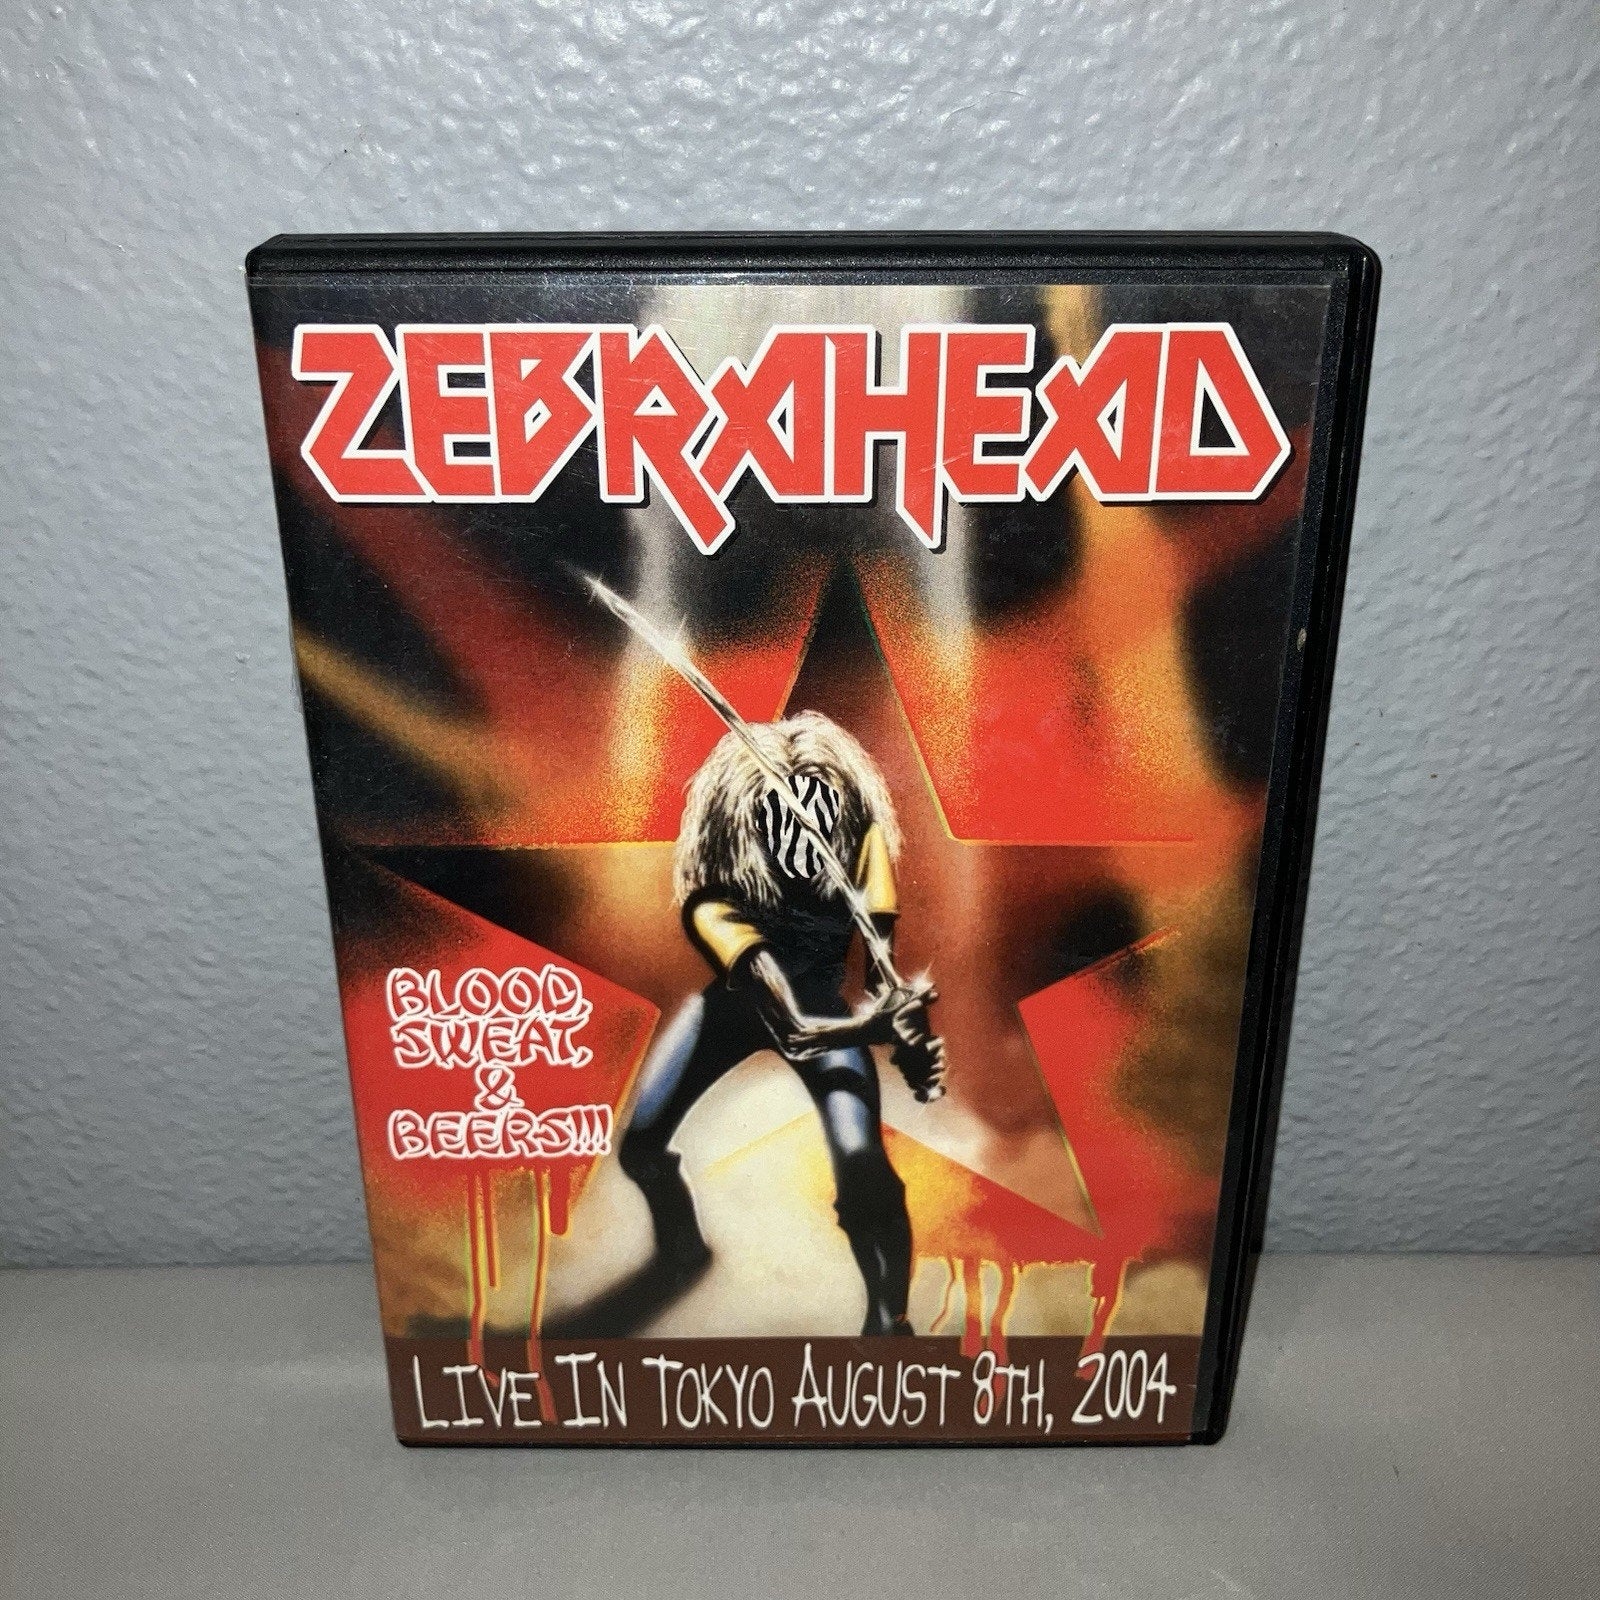 ZEBRAHEAD
BLOOD,
SWEAT,
&
BEERS!!!
LIVE IN TOKYO AUGUST 8TH, 2004